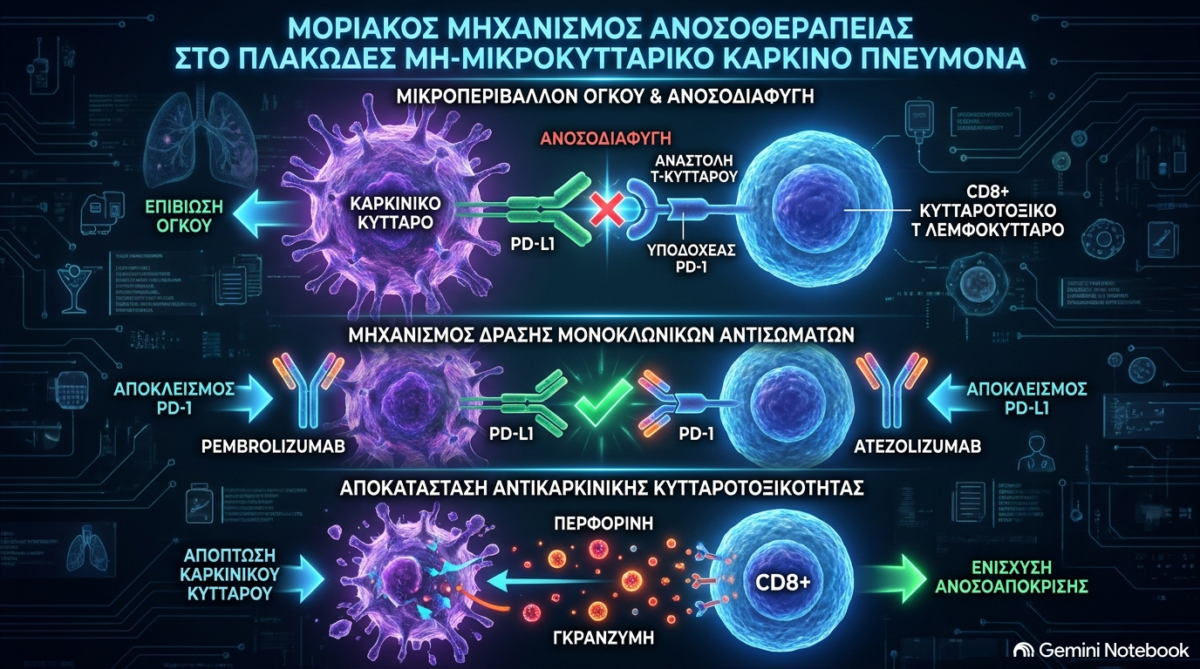 ΜΟΡΙΑΚΟΣ ΜΗΧΑΝΙΣΜΟΣ ΑΝΟΣΟΘΕΡΑΠΕΙΑΣ
ΣΤΟ ΠΛΑΚΩΔΕΣ ΜΗ-ΜΙΚΡΟΚΥΤΤΑΡΙΚΟ ΚΑΡΚΙΝΟ ΠΝΕΥΜΟΝΑ
ΜΙΚΡΟΠΕΡΙΒΑΛΛΟΝ ΟΓΚΟΥ & ΑΝΟΣΟΔΙΑΦΥΓΗ
ΑΝΟΣΟΔΙΑΦΥΓΗ
ΕΠΙΒΙΩΣΗ
ΟΓΚΟΥ
ΚΑΡΚΙΝΙΚΟ
ΚΥΤΤΑΡΟ
PD-L1
ΑΝΑΣΤΟΛΗ
Τ-ΚΥΤΤΑΡΟΥ
ΥΠΟΔΟΧΕΑΣ
PD-1
CD8+
ΚΥΤΤΑΡΟΤΟΞΙΚΟ
Τ ΛΕΜΦΟΚΥΤΤΑΡΟ
ΜΗΧΑΝΙΣΜΟΣ ΔΡΑΣΗΣ ΜΟΝΟΚΛΩΝΙΚΩΝ ΑΝΤΙΣΩΜΑΤΩΝ
ΑΠΟΚΛΕΙΣΜΟΣ
PD-1
PEMBROLIZUMAB
PD-L1
PD-1
ATEZOLIZUMAB
ΑΠΟΚΛΕΙΣΜΟΣ
PD-L1
ΑΠΟΚΑΤΑΣΤΑΣΗ ΑΝΤΙΚΑΡΚΙΝΙΚΗΣ ΚΥΤΤΑΡΟΤΟΞΙΚΟΤΗΤΑΣ
ΑΠΟΠΤΩΣΗ
ΚΑΡΚΙΝΙΚΟΥ
ΚΥΤΤΑΡΟΥ
ΠΕΡΦΟΡΙΝΗ
ΓΚΡΑΝΖΥΜΗ
CD8+
ΕΝΙΣΧΥΣΗ
ΑΝΟΣΟΑΠΟΚΡΙΣΗΣ
Gemini Notebook